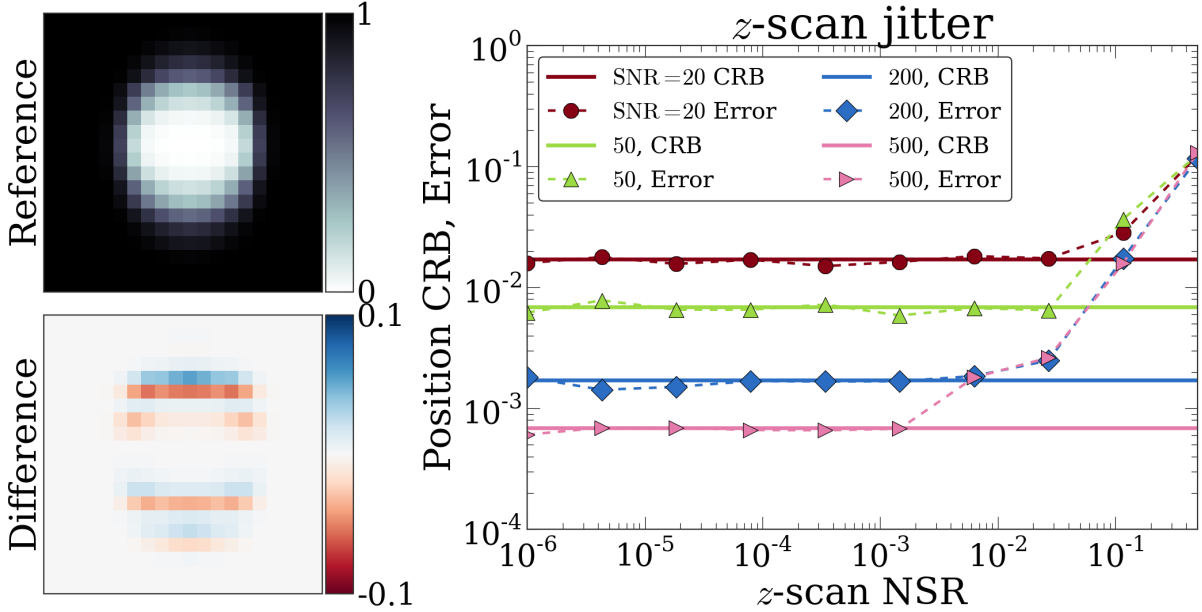 Reference
1
0
Difference
0.1
-0.1
z-scan jitter
Position CRB, Error
10^0
10^-1
10^-2
10^-3
10^-4
SNR = 20 CRB
SNR = 20 Error
50, CRB
50, Error
200, CRB
200, Error
500, CRB
500, Error
10^-6
10^-5
10^-4
10^-3
10^-2
10^-1
z-scan NSR